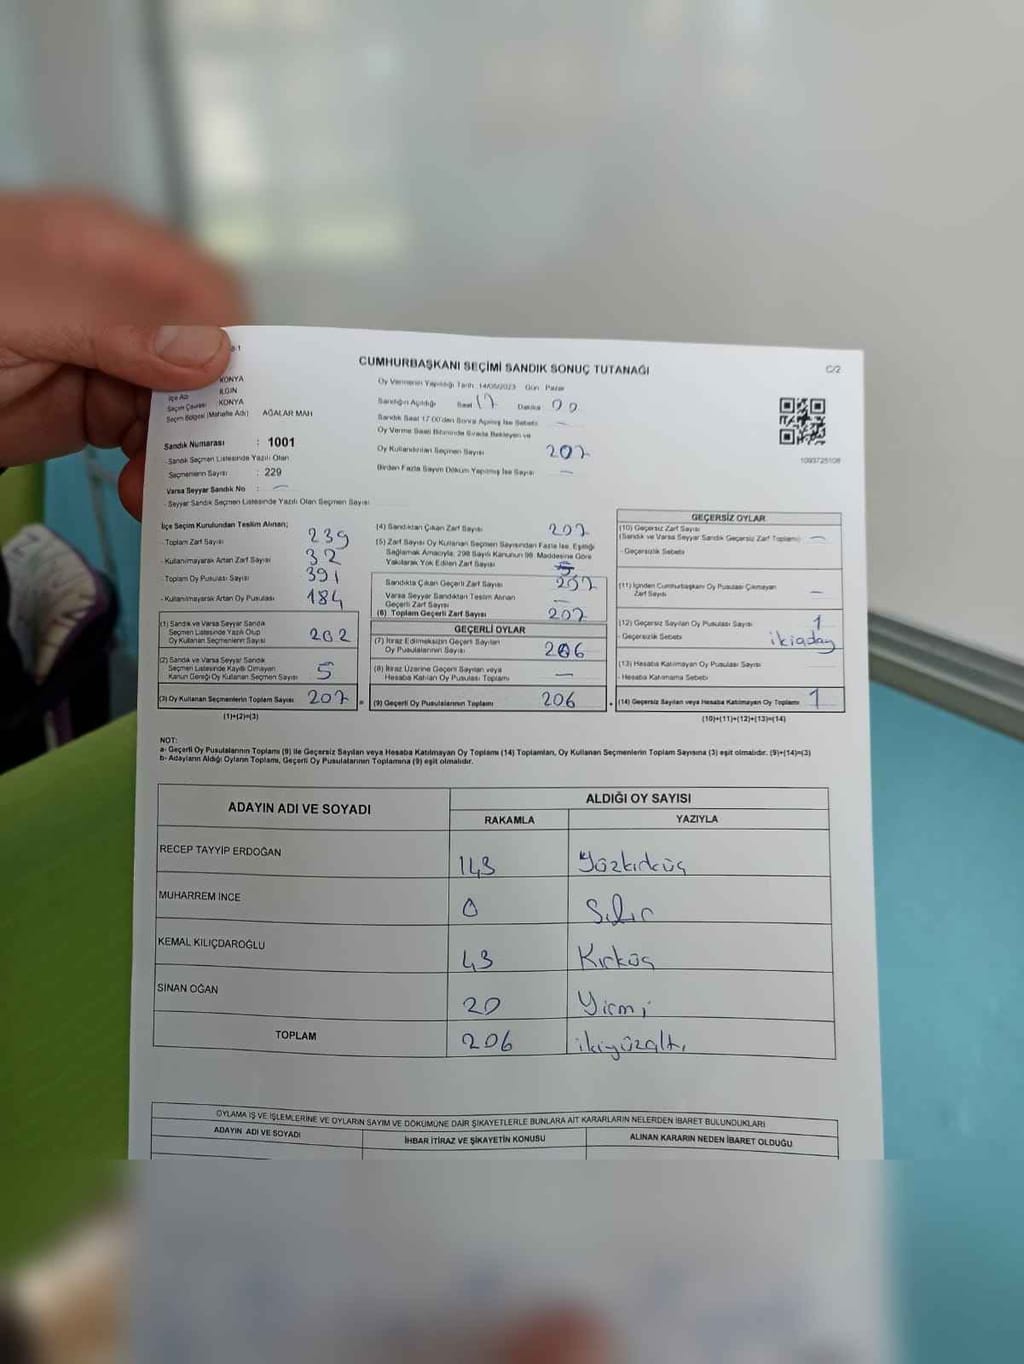 CUMHURBAŞKANI SEÇİMİ SANDIK SONUÇ TUTANAĞI
C/2
KONYA
İlçe Adı ILGIN
Seçim Çevresi KONYA
Seçim Bölgesi (Mahalle Adı) AĞALAR MAH
Sandık Numarası : 1001
- Sandık Seçmen Listesinde Yazılı Olan
Seçmenlerin Sayısı : 229
Varsa Seyyar Sandık No : –
- Seyyar Sandık Seçmen Listesinde Yazılı Olan Seçmen Sayısı
Oy Vermenin Yapıldığı Tarih: 14/05/2023 Gün Pazar
Sandığın Açıldığı Saat 17 Dakika 00
Sandık Saat 17.00'den Sonra Açılmış İse Sebebi –
Oy Verme Saati Bitiminde Sırada Bekleyen ve
Oy Kullandırılan Seçmen Sayısı 207
Birden Fazla Sayım Döküm Yapılmış İse Sayısı –
1093725108
İlçe Seçim Kurulundan Teslim Alınan;
- Toplam Zarf Sayısı 239
- Kullanılmayarak Artan Zarf Sayısı 32
- Toplam Oy Pusulası Sayısı 391
- Kullanılmayarak Artan Oy Pusulası 184
(1) Sandık ve Varsa Seyyar Sandık
Seçmen Listesinde Yazılı Olup
Oy Kullanan Seçmenlerin Sayısı 202
(2) Sandık ve Varsa Seyyar Sandık
Seçmen Listesinde Kayıtlı Olmayan
Kanun Gereği Oy Kullanan Seçmen Sayısı 5
(3) Oy Kullanan Seçmenlerin Toplam Sayısı 207 =
(1)+(2)=(3)
(4) Sandıktan Çıkan Zarf Sayısı 207
(5) Zarf Sayısı Oy Kullanan Seçmen Sayısından Fazla İse, Eşitliği
Sağlamak Amacıyla, 298 Sayılı Kanunun 98. Maddesine Göre
Yakılarak Yok Edilen Zarf Sayısı
Sandıkta Çıkan Geçerli Zarf Sayısı 207
Varsa Seyyar Sandıktan Teslim Alınan
Geçerli Zarf Sayısı –
(6) Toplam Geçerli Zarf Sayısı 207
GEÇERLİ OYLAR
(7) İtiraz Edilmeksizin Geçerli Sayılan
Oy Pusulalarının Sayısı 206
(8) İtiraz Üzerine Geçerli Sayılan veya
Hesaba Katılan Oy Pusulası Toplamı –
(9) Geçerli Oy Pusulalarının Toplamı 206 +
GEÇERSİZ OYLAR
(10) Geçersiz Zarf Sayısı
(Sandık ve Varsa Seyyar Sandık Geçersiz Zarf Toplamı) –
- Geçersizlik Sebebi
(11) İçinden Cumhurbaşkanı Oy Pusulası Çıkmayan
Zarf Sayısı –
(12) Geçersiz Sayılan Oy Pusulası Sayısı 1
- Geçersizlik Sebebi ikiaday
(13) Hesaba Katılmayan Oy Pusulası Sayısı
- Hesaba Katılmama Sebebi
(14) Geçersiz Sayılan veya Hesaba Katılmayan Oy Toplamı 1
(10)+(11)+(12)+(13)=(14)
NOT:
a- Geçerli Oy Pusulalarının Toplamı (9) ile Geçersiz Sayılan veya Hesaba Katılmayan Oy Toplamı (14) Toplamları, Oy Kullanan Seçmenlerin Toplam Sayısına (3) eşit olmalıdır. (9)+(14)=(3)
b- Adayların Aldığı Oyların Toplamı, Geçerli Oy Pusulalarının Toplamına (9) eşit olmalıdır.
ADAYIN ADI VE SOYADI
ALDIĞI OY SAYISI
RAKAMLA YAZIYLA
RECEP TAYYİP ERDOĞAN 143 Yüzkırküç
MUHARREM İNCE 0 Sıfır
KEMAL KILIÇDAROĞLU 43 Kırküç
SİNAN OĞAN 20 Yirmi
TOPLAM 206 ikiyüzaltı
OYLAMA İŞ VE İŞLEMLERİNE VE OYLARIN SAYIM VE DÖKÜMÜNE DAİR ŞİKAYETLERLE BUNLARA AİT KARARLARIN NELERDEN İBARET BULUNDUKLARI
ADAYIN ADI VE SOYADI İHBAR İTİRAZ VE ŞİKAYETİN KONUSU ALINAN KARARIN NEDEN İBARET OLDUĞU